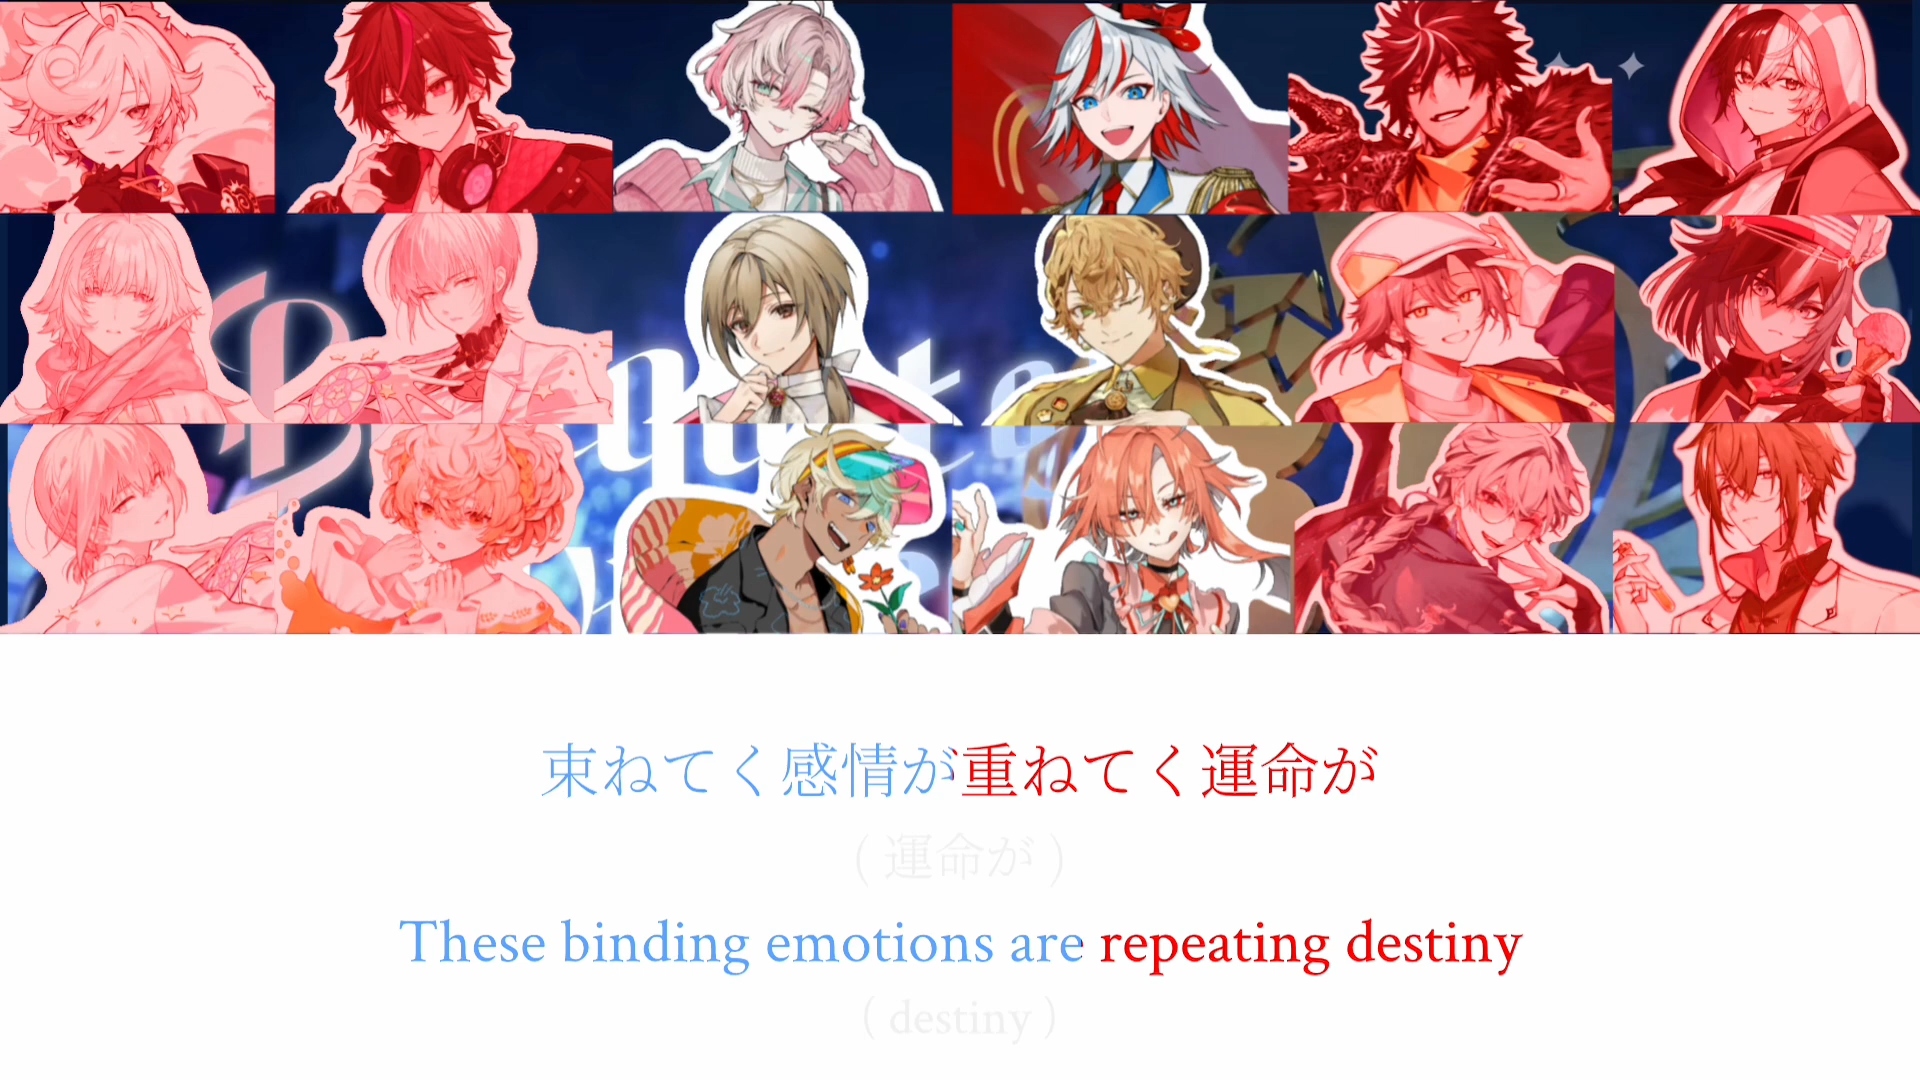 束ねてく感情が重ねてく運命が
( 運命が )
These binding emotions are repeating destiny
( destiny )